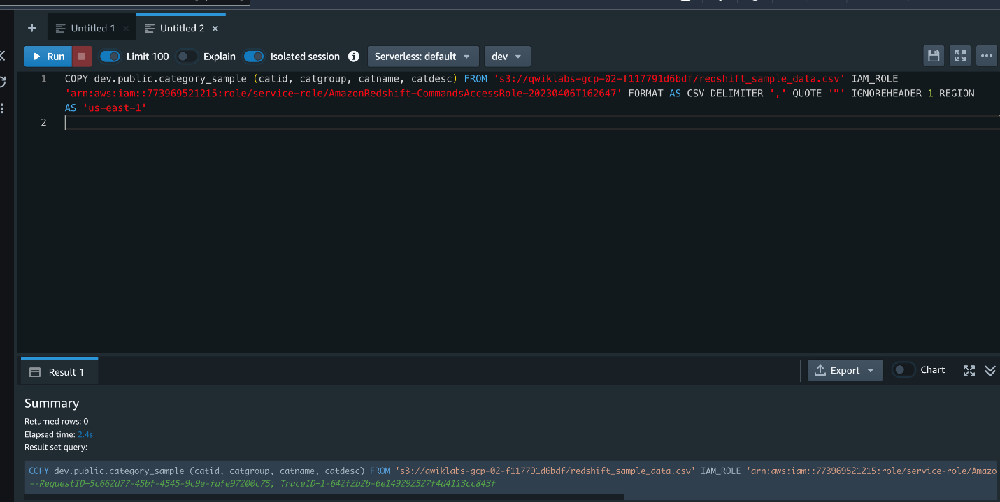 + Untitled 1 × Untitled 2 ×
Run Limit 100 Explain Isolated session i Serverless: default dev
1 COPY dev.public.category_sample (catid, catgroup, catname, catdesc) FROM 's3://qwiklabs-gcp-02-f117791d6bdf/redshift_sample_data.csv' IAM_ROLE
'arn:aws:iam::773969521215:role/service-role/AmazonRedshift-CommandsAccessRole-20230406T162647' FORMAT AS CSV DELIMITER ',' QUOTE '"' IGNOREHEADER 1 REGION
AS 'us-east-1'
2
Result 1 Export Chart
Summary
Returned rows: 0
Elapsed time: 2.4s
Result set query:
COPY dev.public.category_sample (catid, catgroup, catname, catdesc) FROM 's3://qwiklabs-gcp-02-f117791d6bdf/redshift_sample_data.csv' IAM_ROLE 'arn:aws:iam::773969521215:role/service-role/Amazo
--RequestID=5c662d77-45bf-4545-9c9e-fafe97200c75; TraceID=1-642f2b2b-6e149292527f4d4113cc843f